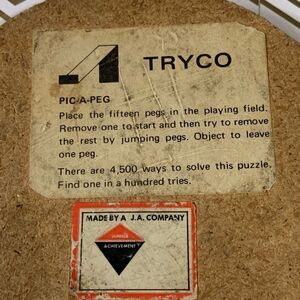 TRYCO
PIC-A-PEG
Place the fifteen pegs in the playing field.
Remove one to start and then try to remove
the rest by jumping pegs. Object to leave
one peg.
There are 4,500 ways to solve this puzzle.
Find one in a hundred tries.
MADE BY A J.A. COMPANY
JUNIOR
ACHIEVEMENT